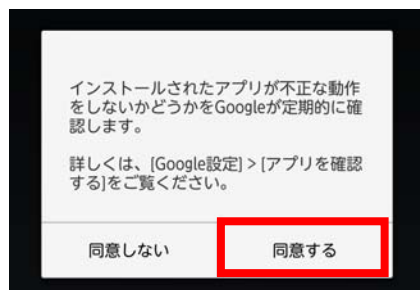 インストールされたアプリが不正な動作
をしないかどうかをGoogleが定期的に確
認します。
詳しくは、[Google設定] > [アプリを確認
する]をご覧ください。
同意しない
同意する